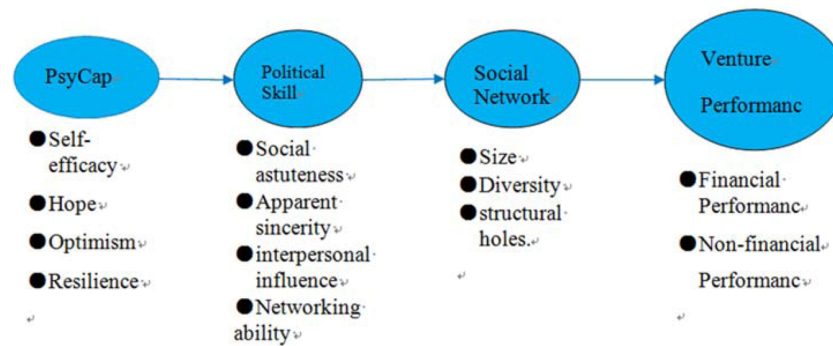 PsyCap
Political
Skill
Social
Network
Venture
Performanc
●Self-
efficacy
●Hope
●Optimism
●Resilience
●Social
astuteness
●Apparent
sincerity
●interpersonal
influence
●Networking
ability
●Size
●Diversity
●structural
holes.
●Financial
Performanc
●Non-financial
Performanc